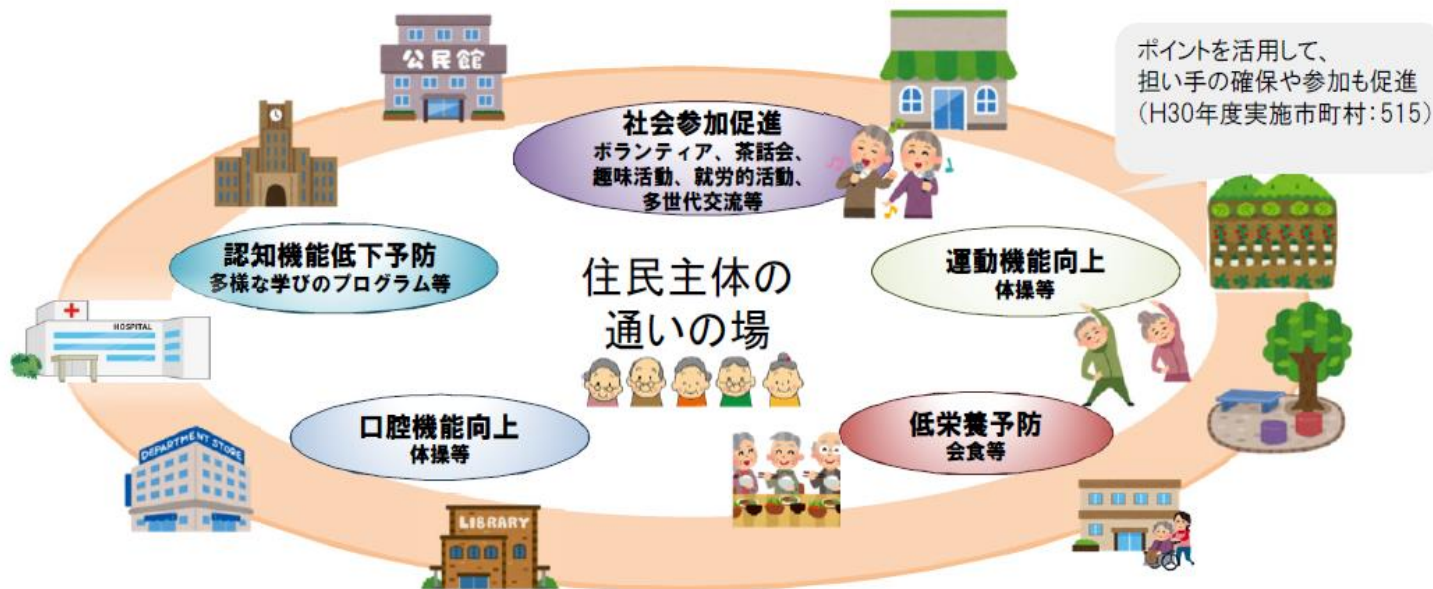 公民館
ポイントを活用して、
担い手の確保や参加も促進
(H30年度実施市町村:515)
社会参加促進
ボランティア、茶話会、
趣味活動、就労的活動、
多世代交流等
認知機能低下予防
多様な学びのプログラム等
運動機能向上
体操等
住民主体の
通いの場
HOSPITAL
口腔機能向上
体操等
低栄養予防
会食等
DEPARTMENT STORE
LIBRARY